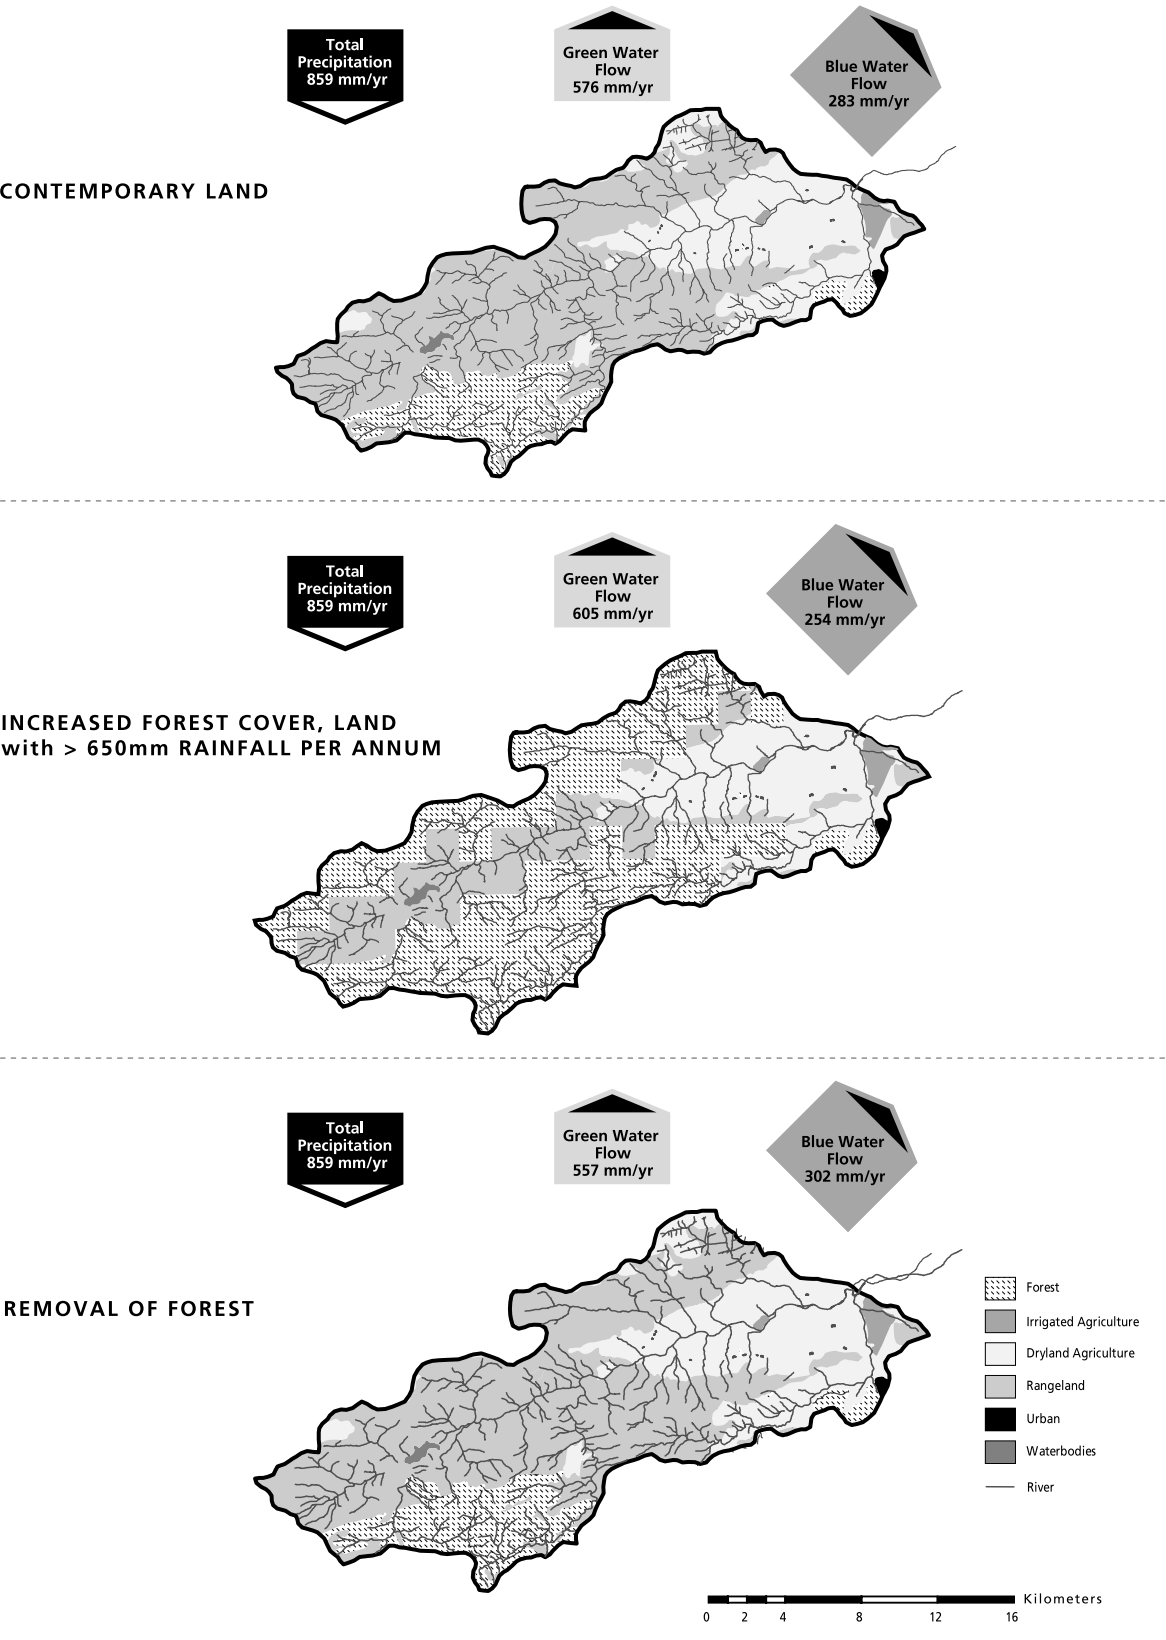 Total
Precipitation
859 mm/yr
Green Water
Flow
576 mm/yr
Blue Water
Flow
283 mm/yr
CONTEMPORARY LAND
Total
Precipitation
859 mm/yr
Green Water
Flow
605 mm/yr
Blue Water
Flow
254 mm/yr
INCREASED FOREST COVER, LAND
with > 650mm RAINFALL PER ANNUM
Total
Precipitation
859 mm/yr
Green Water
Flow
557 mm/yr
Blue Water
Flow
302 mm/yr
REMOVAL OF FOREST
Forest
Irrigated Agriculture
Dryland Agriculture
Rangeland
Urban
Waterbodies
River
Kilometers
0 2 4 8 12 16